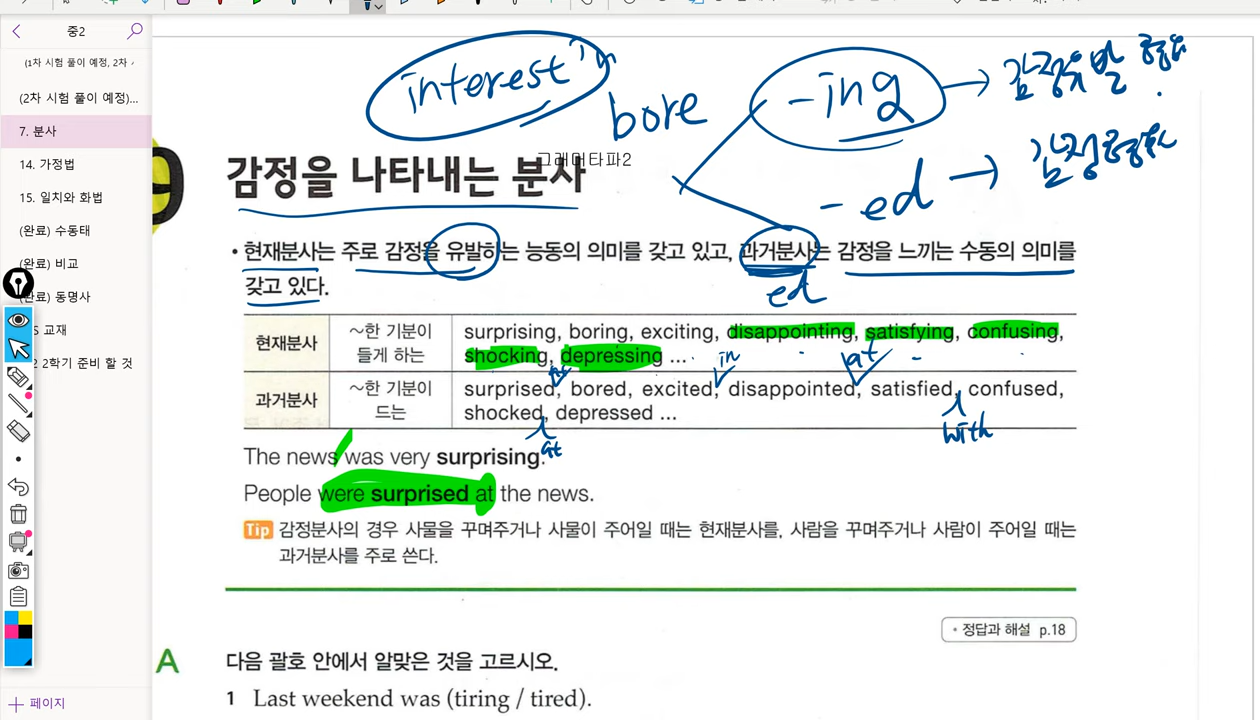 중2
(1차 시험 풀이 예정, 2차
(2차 시험 풀이 예정)...
7. 분사
14. 가정법
15. 일치와 화법
(완료) 수동태
(완료) 비교
(완료) 동명사
S 교재
2 2학기 준비 할 것
페이지
interest in
bore
-ing → 감정유발
-ed → 감정
그래머타파2
9 감정을 나타내는 분사
• 현재분사는 주로 감정을 유발하는 능동의 의미를 갖고 있고, 과거분사는 감정을 느끼는 수동의 의미를
갖고 있다.
ed
현재분사 ~한 기분이 들게 하는 surprising, boring, exciting, disappointing, satisfying, confusing,
shocking, depressing ...
at in at
과거분사 ~한 기분이 드는 surprised, bored, excited, disappointed, satisfied, confused,
shocked, depressed ...
at with
The news was very surprising.
People were surprised at the news.
Tip 감정분사의 경우 사물을 꾸며주거나 사물이 주어일 때는 현재분사를, 사람을 꾸며주거나 사람이 주어일 때는
과거분사를 주로 쓴다.
• 정답과 해설 p.18
A 다음 괄호 안에서 알맞은 것을 고르시오.
1 Last weekend was (tiring / tired).